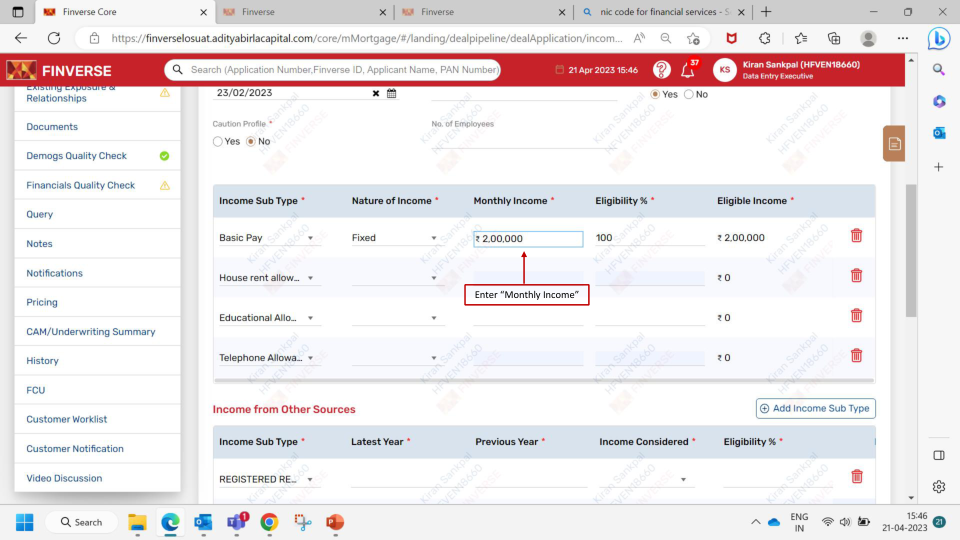 Finverse Core
Finverse
Finverse
nic code for financial services - S
https://finverselosuat.adityabirlacapital.com/core/mMortgage/#/landing/dealpipeline/dealApplication/incom...
FINVERSE
Search (Application Number,Finverse ID, Applicant Name, PAN Number)
21 Apr 2023 15:46
37
KS
Kiran Sankpal (HFVEN18660)
Data Entry Executive
Existing Exposure &
Relationships
Documents
Demogs Quality Check
Financials Quality Check
Query
Notes
Notifications
Pricing
CAM/Underwriting Summary
History
FCU
Customer Worklist
Customer Notification
Video Discussion
23/02/2023
Yes No
Caution Profile *
No. of Employees
Yes No
Income Sub Type * Nature of Income * Monthly Income * Eligibility % * Eligible Income *
Basic Pay Fixed ₹ 2,00,000 100 ₹ 2,00,000
House rent allow... ₹ 0
Enter "Monthly Income"
Educational Allo... ₹ 0
Telephone Allowa... ₹ 0
Income from Other Sources
Add Income Sub Type
Income Sub Type * Latest Year * Previous Year * Income Considered * Eligibility % *
REGISTERED RE...
Kiran Sankpal
HFVEN18660
FINVERSE
Search
1
ENG
IN
15:46
21-04-2023
21